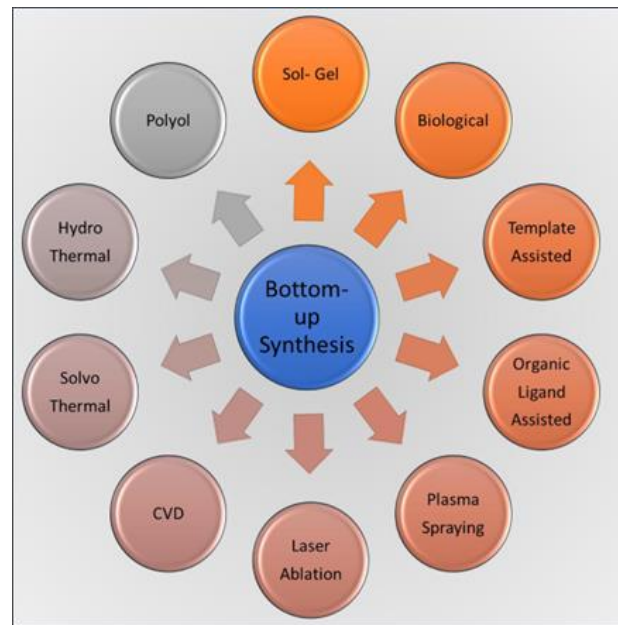 Sol- Gel
Biological
Template
Assisted
Organic
Ligand
Assisted
Plasma
Spraying
Laser
Ablation
CVD
Solvo
Thermal
Hydro
Thermal
Polyol
Bottom-
up
Synthesis